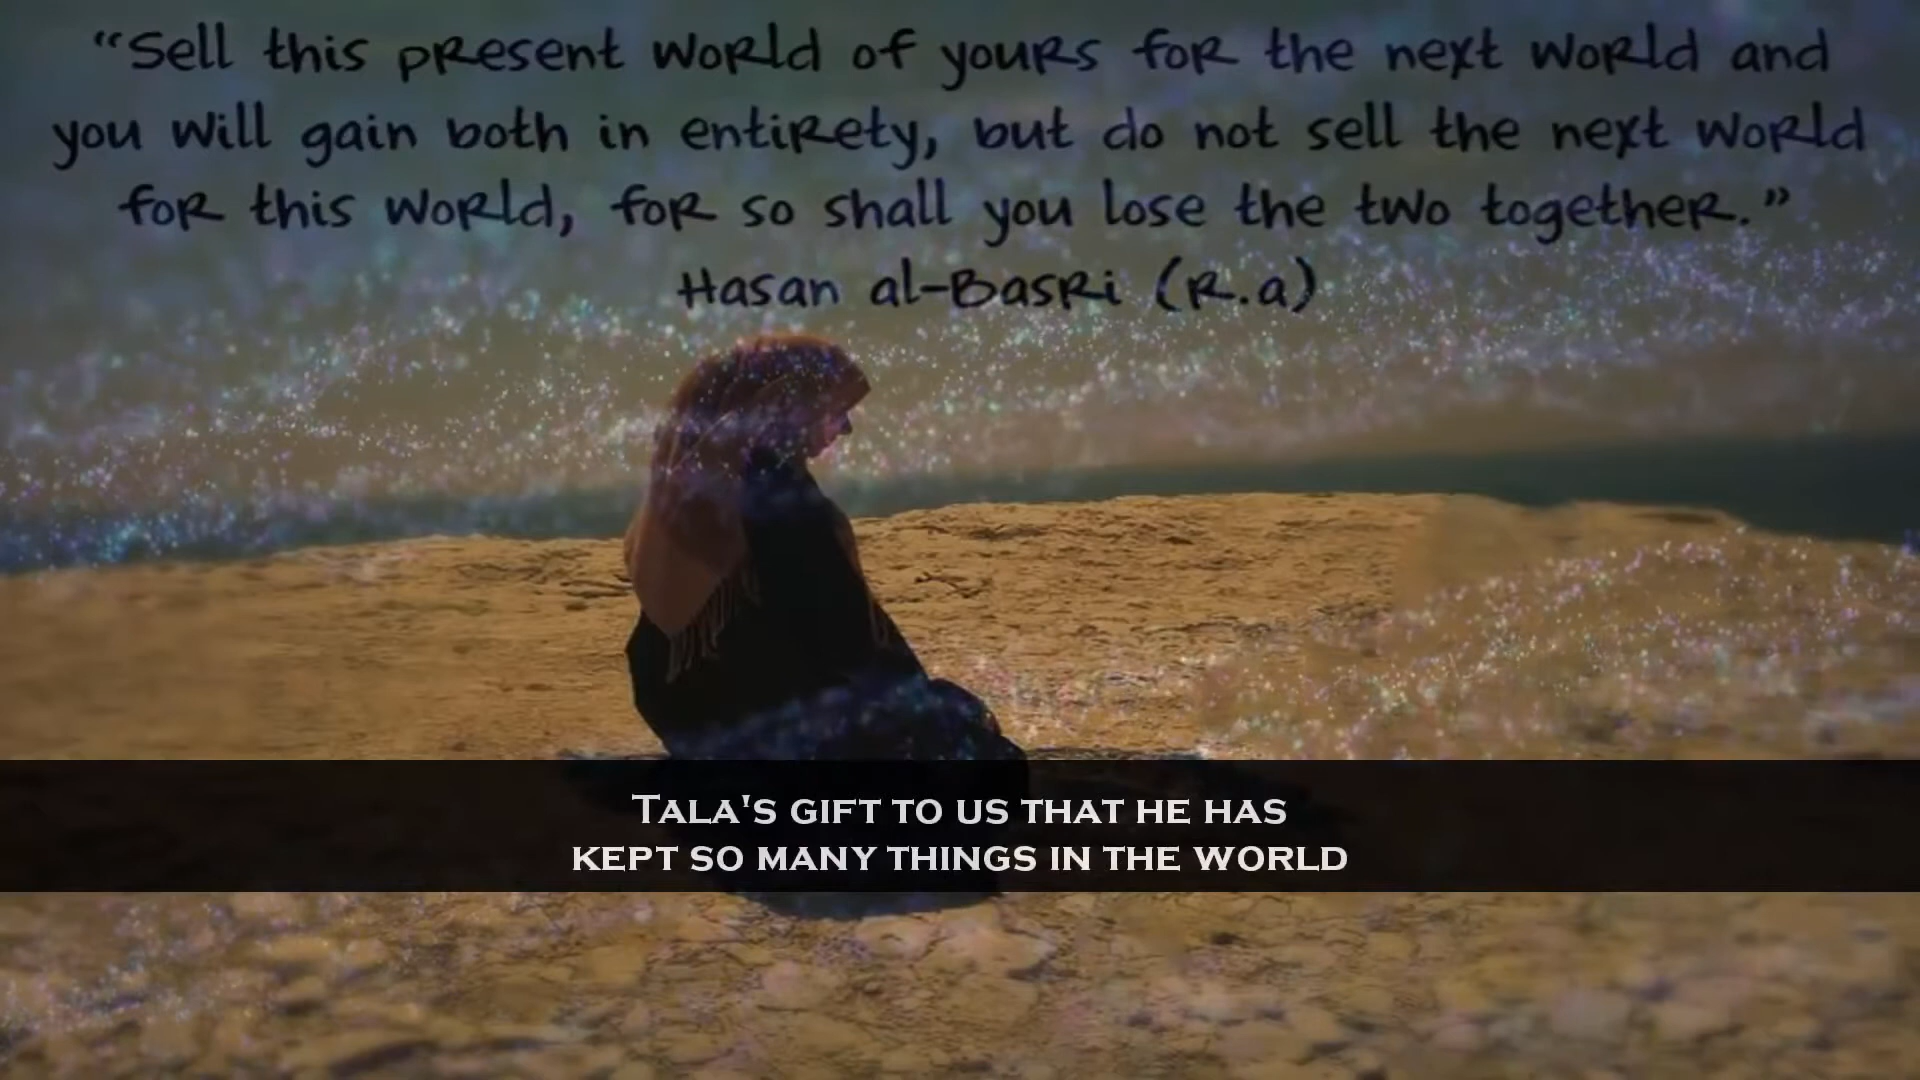 “Sell this present world of yours for the next world and
you will gain both in entirety, but do not sell the next world
for this world, for so shall you lose the two together.”
Hasan al-Basri (R.a)
TALA'S GIFT TO US THAT HE HAS
KEPT SO MANY THINGS IN THE WORLD